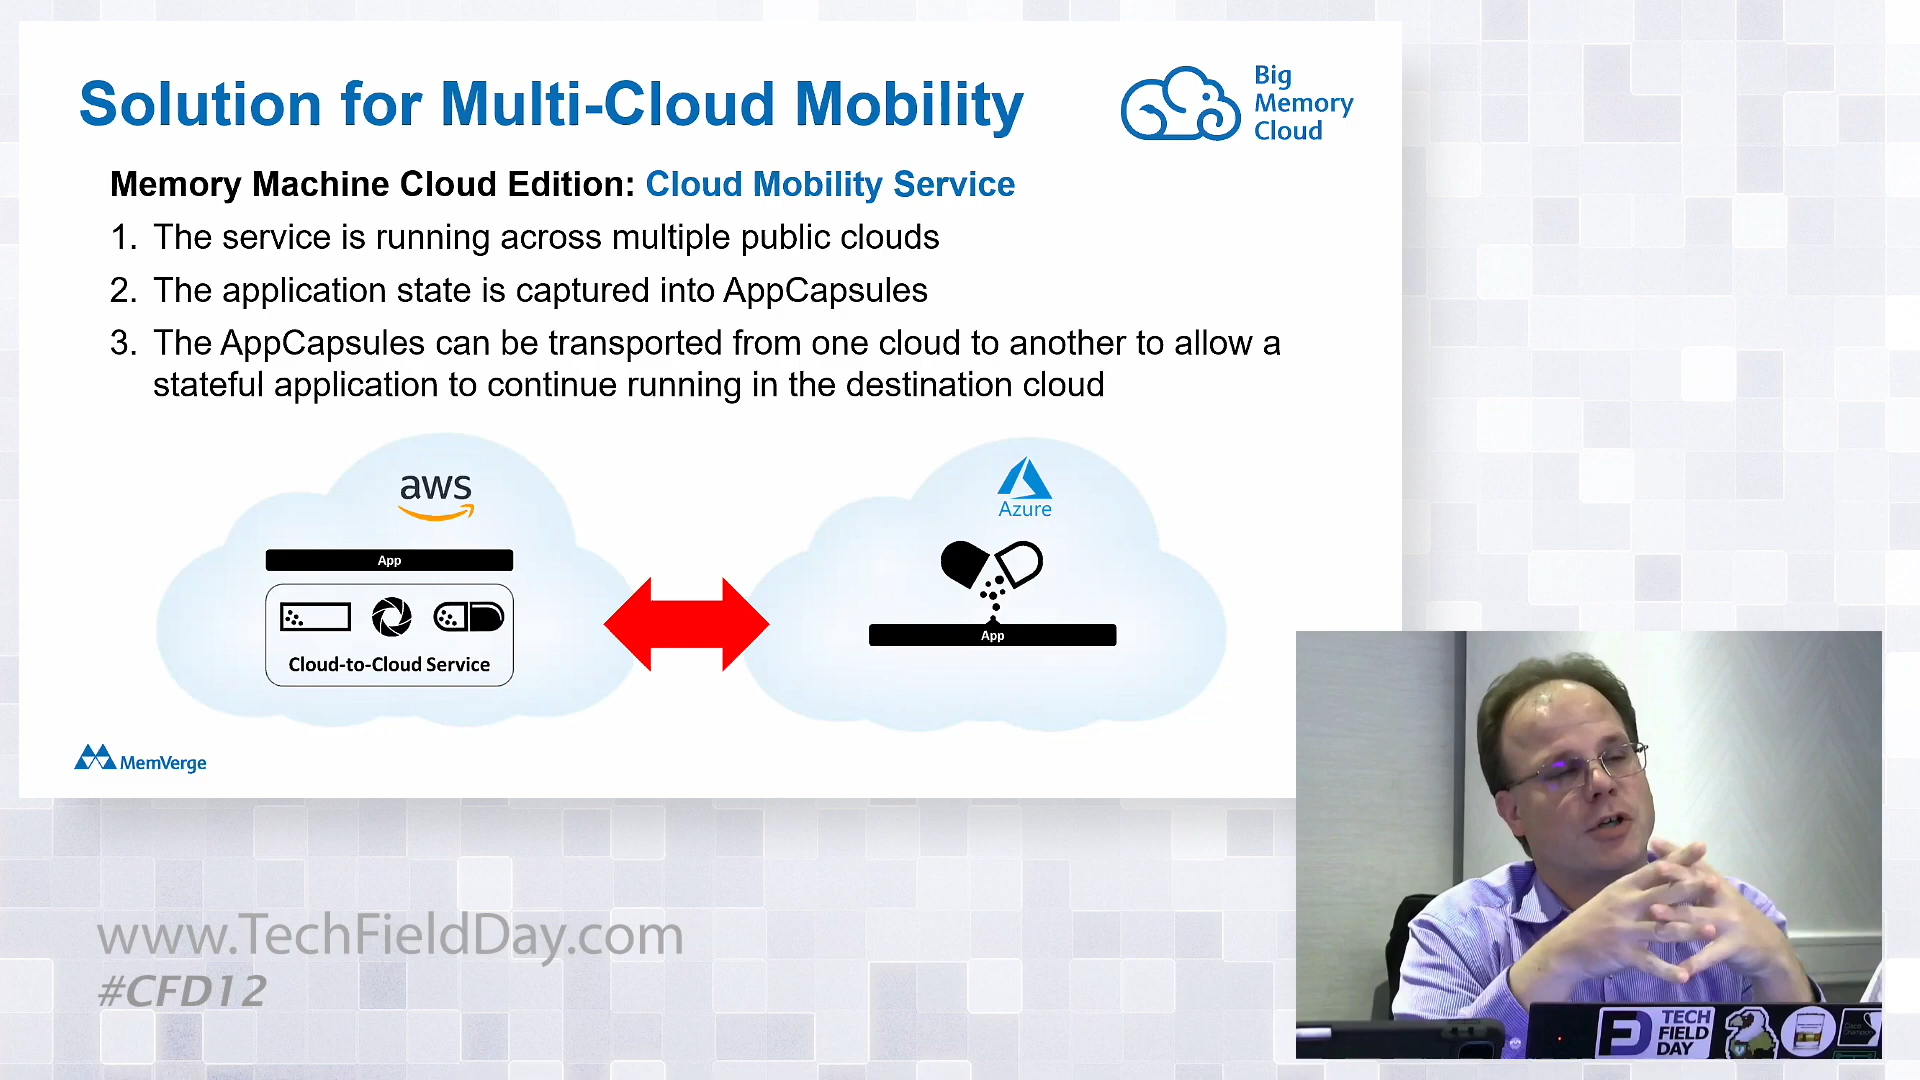 Solution for Multi-Cloud Mobility
Big
Memory
Cloud
Memory Machine Cloud Edition: Cloud Mobility Service
1. The service is running across multiple public clouds
2. The application state is captured into AppCapsules
3. The AppCapsules can be transported from one cloud to another to allow a
stateful application to continue running in the destination cloud
aws
App
Cloud-to-Cloud Service
Azure
App
MemVerge
www.TechFieldDay.com
#CFD12
TECH
FIELD
DAY